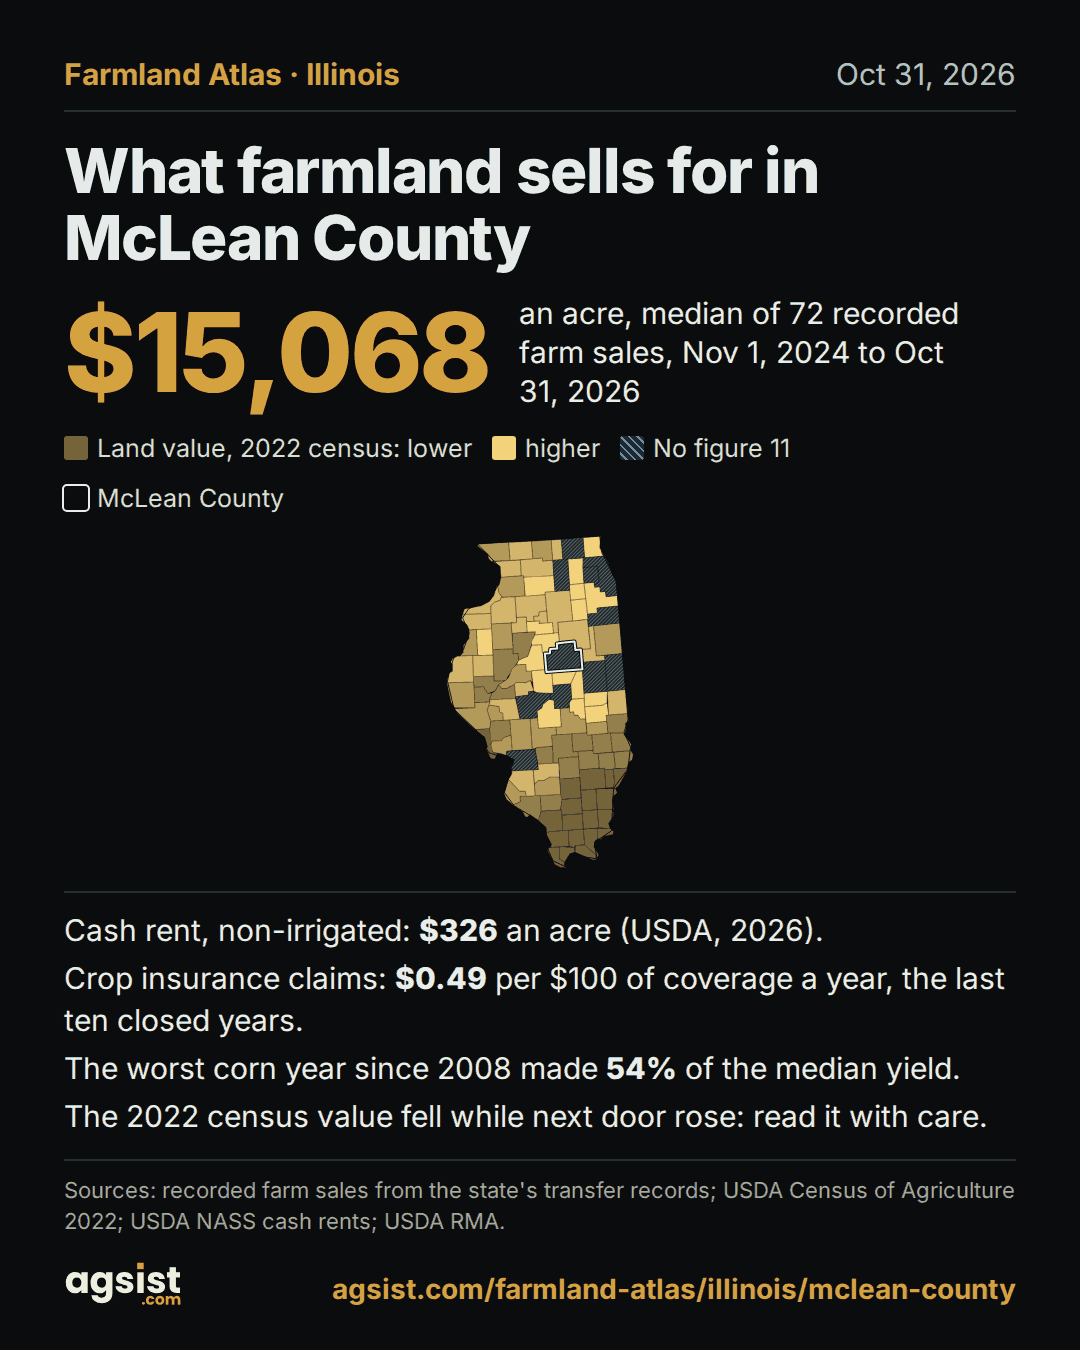 Farmland Atlas · Illinois
Oct 31, 2026
What farmland sells for in
McLean County
$15,068
an acre, median of 72 recorded
farm sales, Nov 1, 2024 to Oct
31, 2026
Land value, 2022 census: lower
higher
No figure 11
McLean County
Cash rent, non-irrigated: $326 an acre (USDA, 2026).
Crop insurance claims: $0.49 per $100 of coverage a year, the last
ten closed years.
The worst corn year since 2008 made 54% of the median yield.
The 2022 census value fell while next door rose: read it with care.
Sources: recorded farm sales from the state's transfer records; USDA Census of Agriculture
2022; USDA NASS cash rents; USDA RMA.
agsist
.com
agsist.com/farmland-atlas/illinois/mclean-county